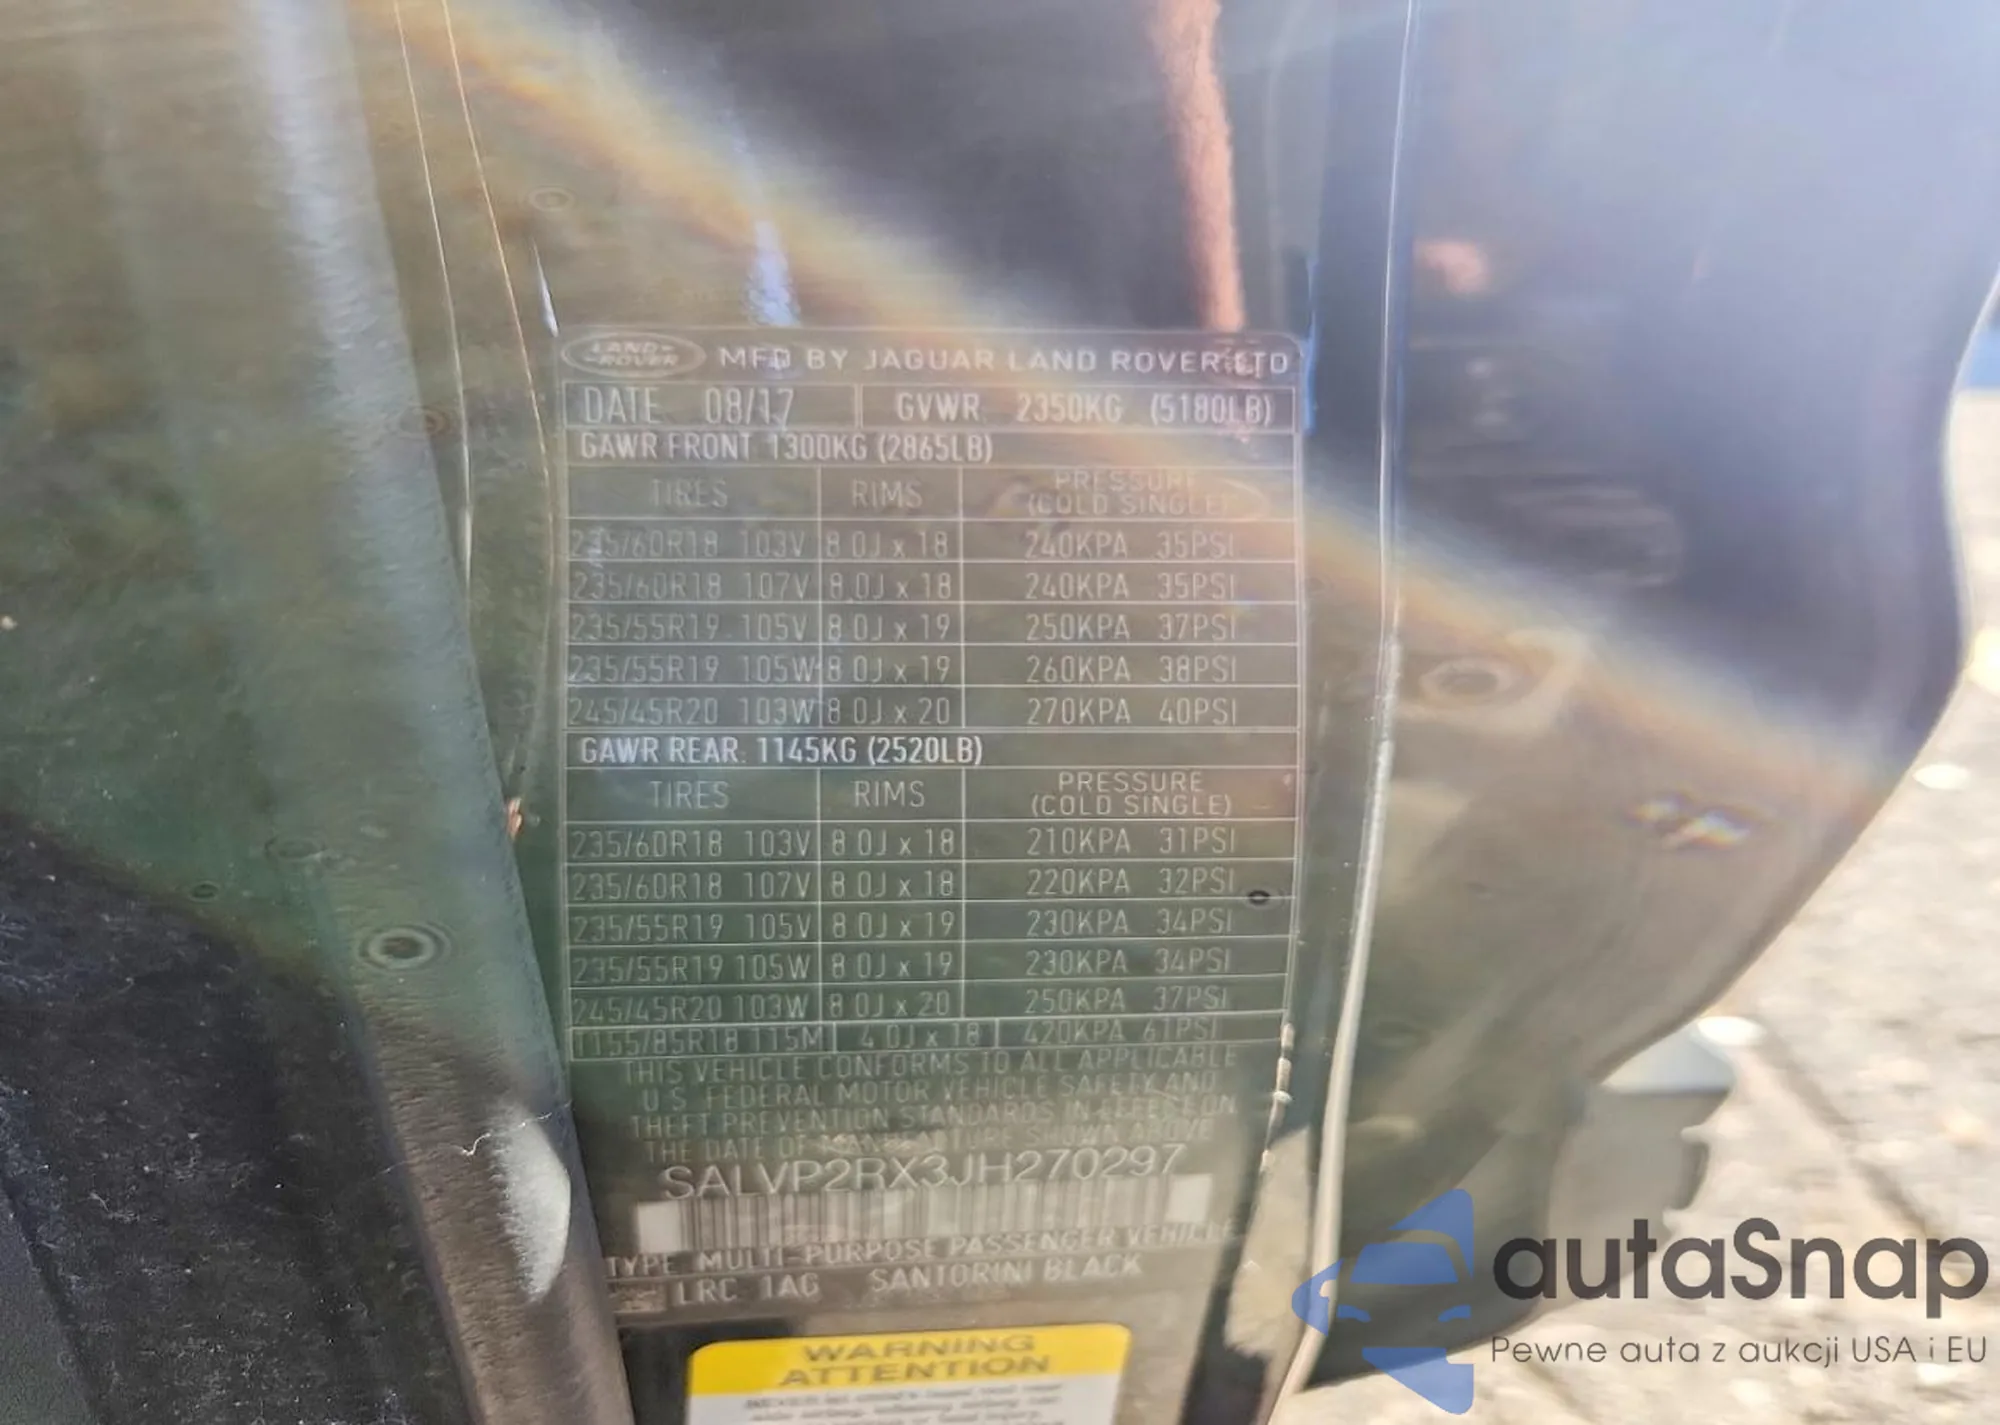 LAND ROVER MFD BY JAGUAR LAND ROVER LTD
DATE 08/17 GVWR 2350KG (5180LB)
GAWR FRONT 1300KG (2865LB)
TIRES RIMS PRESSURE (COLD SINGLE)
235/60R18 103V 8.0J x 18 240KPA 35PSI
235/60R18 107V 8.0J x 18 240KPA 35PSI
235/55R19 105V 8.0J x 19 250KPA 37PSI
235/55R19 105W 8.0J x 19 260KPA 38PSI
245/45R20 103W 8.0J x 20 270KPA 40PSI
GAWR REAR. 1145KG (2520LB)
TIRES RIMS PRESSURE (COLD SINGLE)
235/60R18 103V 8.0J x 18 210KPA 31PSI
235/60R18 107V 8.0J x 18 220KPA 32PSI
235/55R19 105V 8.0J x 19 230KPA 34PSI
235/55R19 105W 8.0J x 19 230KPA 34PSI
245/45R20 103W 8.0J x 20 250KPA 37PSI
T155/85R18 115M 4.0J x 18 420KPA 61PSI
THIS VEHICLE CONFORMS TO ALL APPLICABLE
U.S. FEDERAL MOTOR VEHICLE SAFETY AND
THEFT PREVENTION STANDARDS IN EFFECT ON
THE DATE OF MANUFACTURE SHOWN ABOVE
SALVP2RX3JH270297
TYPE: MULTI-PURPOSE PASSENGER VEHICLE
LRC 1AG SANTORINI BLACK
WARNING
ATTENTION
autaSnap
Pewne auta z aukcji USA i EU